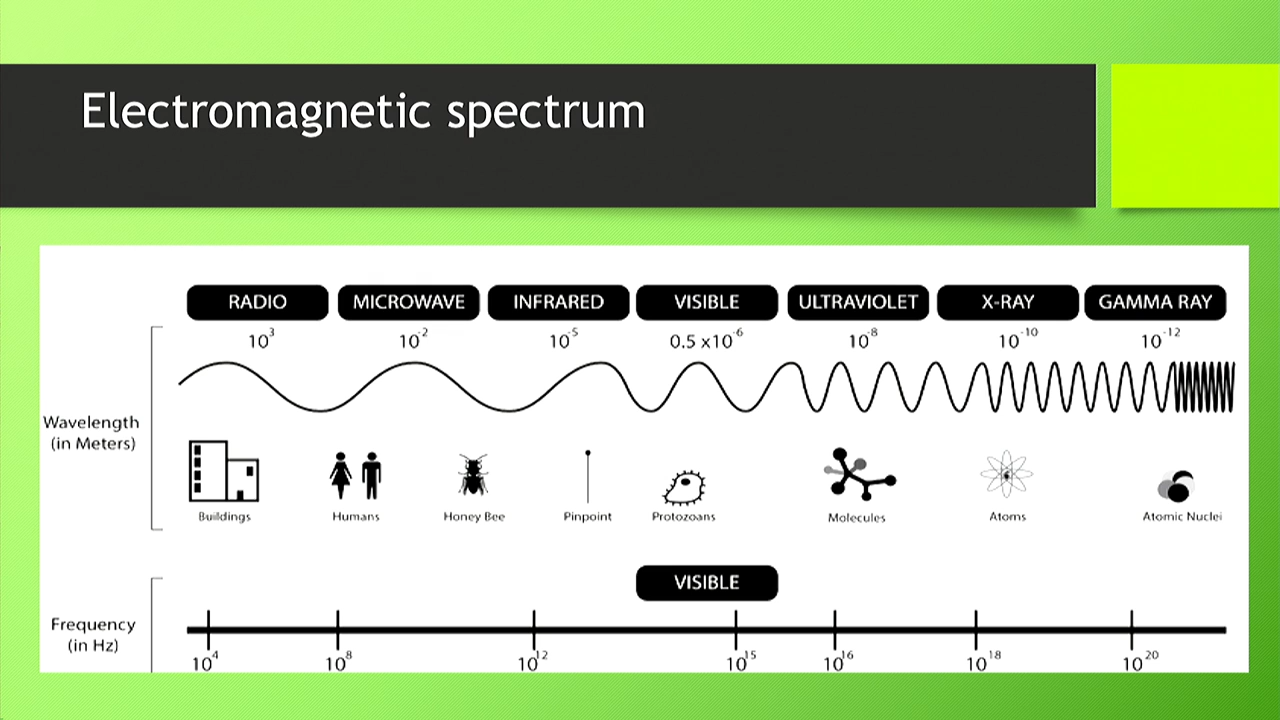 Electromagnetic spectrum
RADIO MICROWAVE INFRARED VISIBLE ULTRAVIOLET X-RAY GAMMA RAY
10³ 10⁻² 10⁻⁵ 0.5 x10⁻⁶ 10⁻⁸ 10⁻¹⁰ 10⁻¹²
Wavelength
(in Meters)
Buildings Humans Honey Bee Pinpoint Protozoans Molecules Atoms Atomic Nuclei
VISIBLE
Frequency
(in Hz)
10⁴ 10⁸ 10¹² 10¹⁵ 10¹⁶ 10¹⁸ 10²⁰